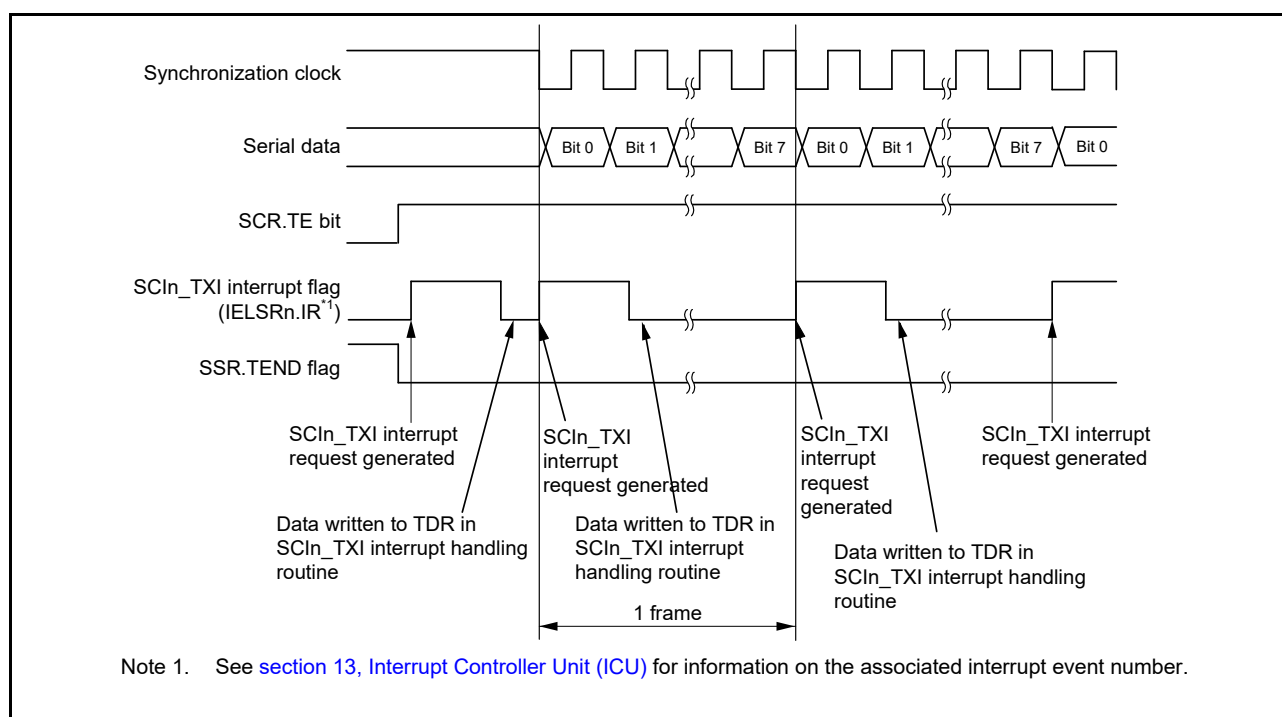 Synchronization clock
Serial data
Bit 0 Bit 1 Bit 7 Bit 0 Bit 1 Bit 7 Bit 0
SCR.TE bit
SCIn_TXI interrupt flag
(IELSRn.IR*1)
SSR.TEND flag
SCIn_TXI interrupt
request generated
SCIn_TXI
interrupt
request generated
SCIn_TXI
interrupt
request
generated
SCIn_TXI interrupt
request generated
Data written to TDR in
SCIn_TXI interrupt handling
routine
Data written to TDR in
SCIn_TXI interrupt
handling routine
Data written to TDR in
SCIn_TXI interrupt handling
routine
1 frame
Note 1. See section 13, Interrupt Controller Unit (ICU) for information on the associated interrupt event number.